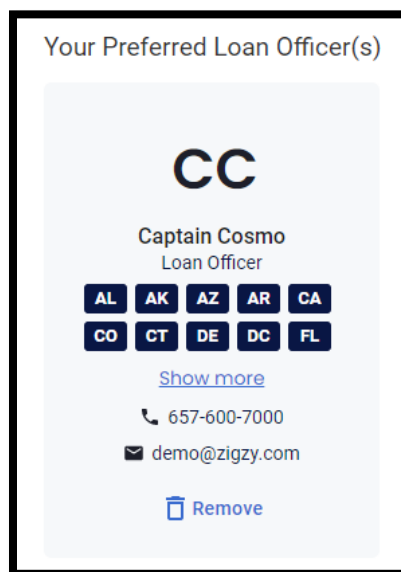 Your Preferred Loan Officer(s)
CC
Captain Cosmo
Loan Officer
AL AK AZ AR CA
CO CT DE DC FL
Show more
657-600-7000
demo@zigzy.com
Remove